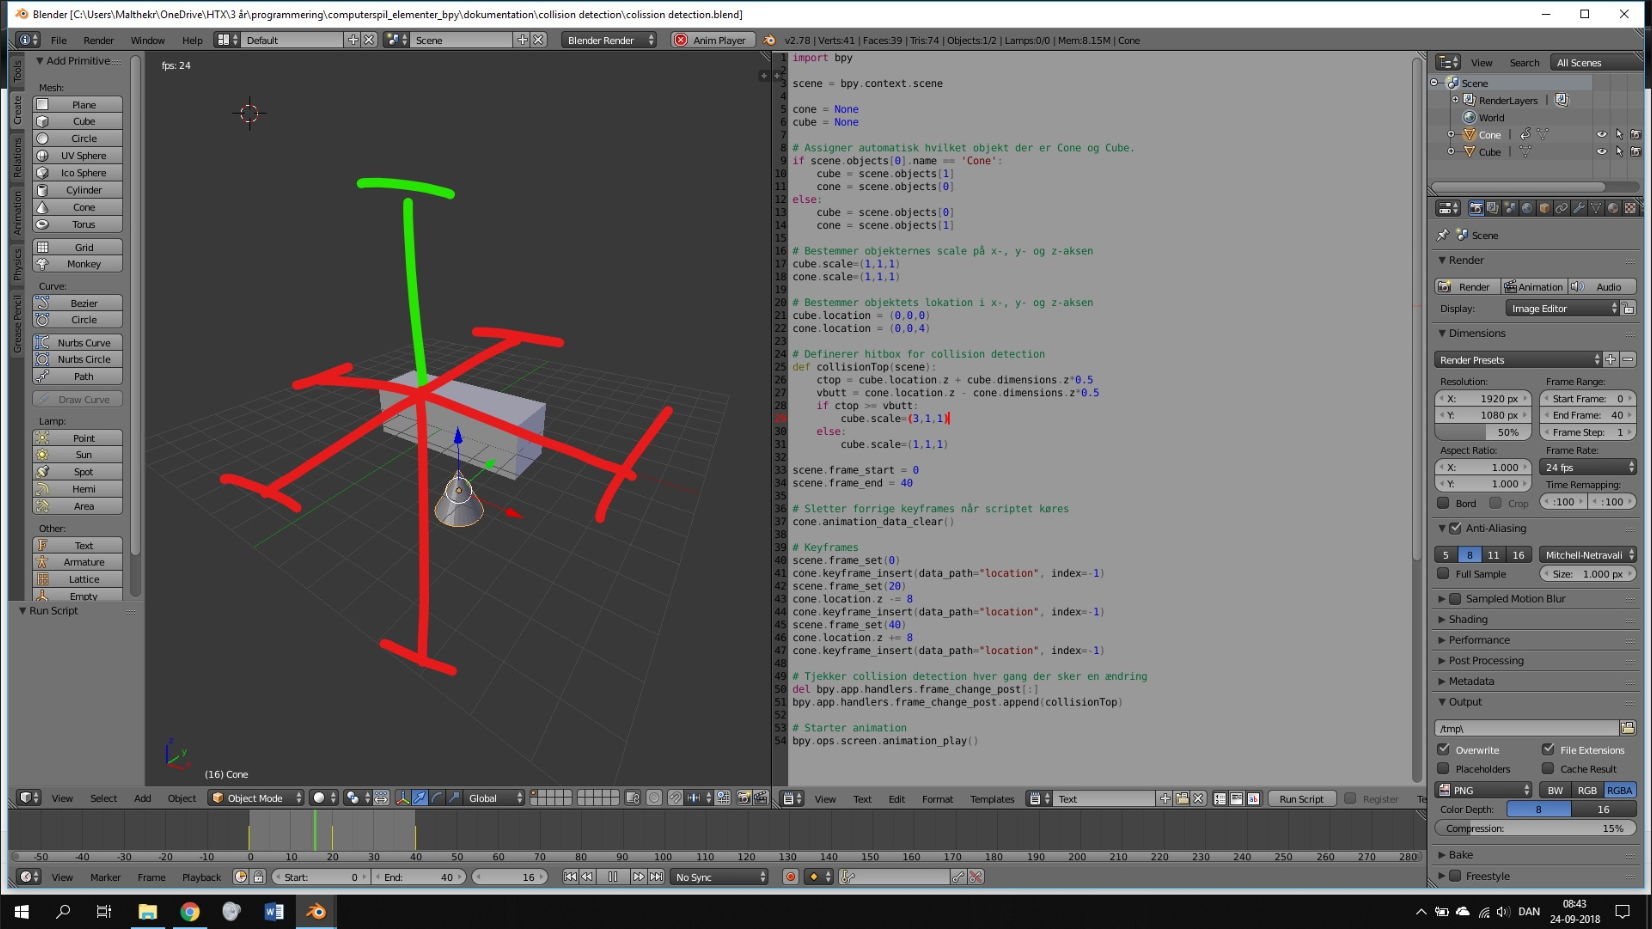 Blender [C:\Users\Malthekr\OneDrive\HTX\3 år\programmering\computerspil_elementer_bpy\dokumentation\collision detection\colission detection.blend]
File Render Window Help Default Scene Blender Render Anim Player v2.78 | Verts:41 | Faces:39 | Tris:74 | Objects:1/2 | Lamps:0/0 | Mem:8.15M | Cone
Tools
Create
Relations
Animation
Physics
Grease Pencil
Add Primitive
Mesh:
Plane
Cube
Circle
UV Sphere
Ico Sphere
Cylinder
Cone
Torus
Grid
Monkey
Curve:
Bezier
Circle
Nurbs Curve
Nurbs Circle
Path
Draw Curve
Lamp:
Point
Sun
Spot
Hemi
Area
Other:
Text
Armature
Lattice
Empty
Run Script
fps: 24
z
y
x
(16) Cone
1 import bpy
2
3 scene = bpy.context.scene
4
5 cone = None
6 cube = None
7
8 # Assigner automatisk hvilket objekt der er Cone og Cube.
9 if scene.objects[0].name == 'Cone':
10 cube = scene.objects[1]
11 cone = scene.objects[0]
12 else:
13 cube = scene.objects[0]
14 cone = scene.objects[1]
15
16 # Bestemmer objekternes scale på x-, y- og z-aksen
17 cube.scale=(1,1,1)
18 cone.scale=(1,1,1)
19
20 # Bestemmer objektets lokation i x-, y- og z-aksen
21 cube.location = (0,0,0)
22 cone.location = (0,0,4)
23
24 # Definerer hitbox for collision detection
25 def collisionTop(scene):
26 ctop = cube.location.z + cube.dimensions.z*0.5
27 vbutt = cone.location.z - cone.dimensions.z*0.5
28 if ctop >= vbutt:
29 cube.scale=(3,1,1)
30 else:
31 cube.scale=(1,1,1)
32
33 scene.frame_start = 0
34 scene.frame_end = 40
35
36 # Sletter forrige keyframes når scriptet køres
37 cone.animation_data_clear()
38
39 # Keyframes
40 scene.frame_set(0)
41 cone.keyframe_insert(data_path="location", index=-1)
42 scene.frame_set(20)
43 cone.location.z -= 8
44 cone.keyframe_insert(data_path="location", index=-1)
45 scene.frame_set(40)
46 cone.location.z += 8
47 cone.keyframe_insert(data_path="location", index=-1)
48
49 # Tjekker collision detection hver gang der sker en ændring
50 del bpy.app.handlers.frame_change_post[:]
51 bpy.app.handlers.frame_change_post.append(collisionTop)
52
53 # Starter animation
54 bpy.ops.screen.animation_play()
View Search All Scenes
Scene
RenderLayers |
World
Cone |
Cube |
Scene
Render
Render Animation Audio
Display: Image Editor
Dimensions
Render Presets
Resolution: Frame Range:
X: 1920 px Start Frame: 0
Y: 1080 px End Frame: 40
50% Frame Step: 1
Aspect Ratio: Frame Rate:
X: 1.000 24 fps
Y: 1.000 Time Remapping:
Bord Crop :100 :100
Anti-Aliasing
5 8 11 16 Mitchell-Netravali
Full Sample Size: 1.000 px
Sampled Motion Blur
Shading
Performance
Post Processing
Metadata
Output
/tmp\
Overwrite File Extensions
Placeholders Cache Result
PNG BW RGB RGBA
Color Depth: 8 16
Compression: 15%
Bake
Freestyle
View Select Add Object Object Mode Global
View Text Edit Format Templates Text Run Script Register Te
-50 -40 -30 -20 -10 0 10 20 30 40 50 60 70 80 90 100 110 120 130 140 150 160 170 180 190 200 210 220 230 240 250 260 270 280
View Marker Frame Playback Start: 0 End: 40 16 No Sync
DAN
08:43
24-09-2018